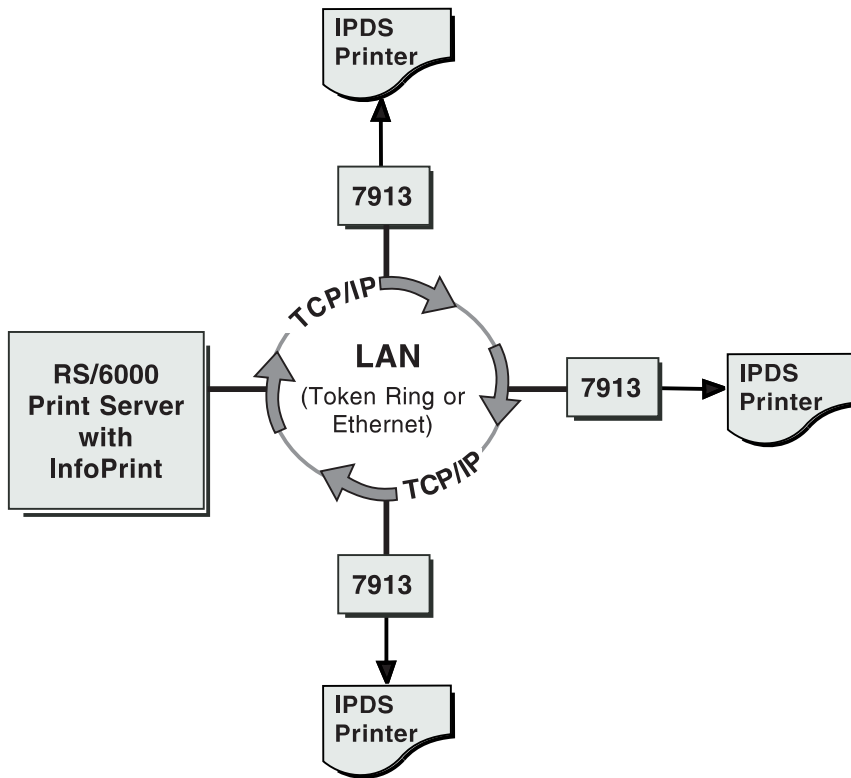 IPDS
Printer
7913
TCP/IP
RS/6000
Print Server
with
InfoPrint
LAN
(Token Ring or
Ethernet)
7913
IPDS
Printer
TCP/IP
7913
IPDS
Printer